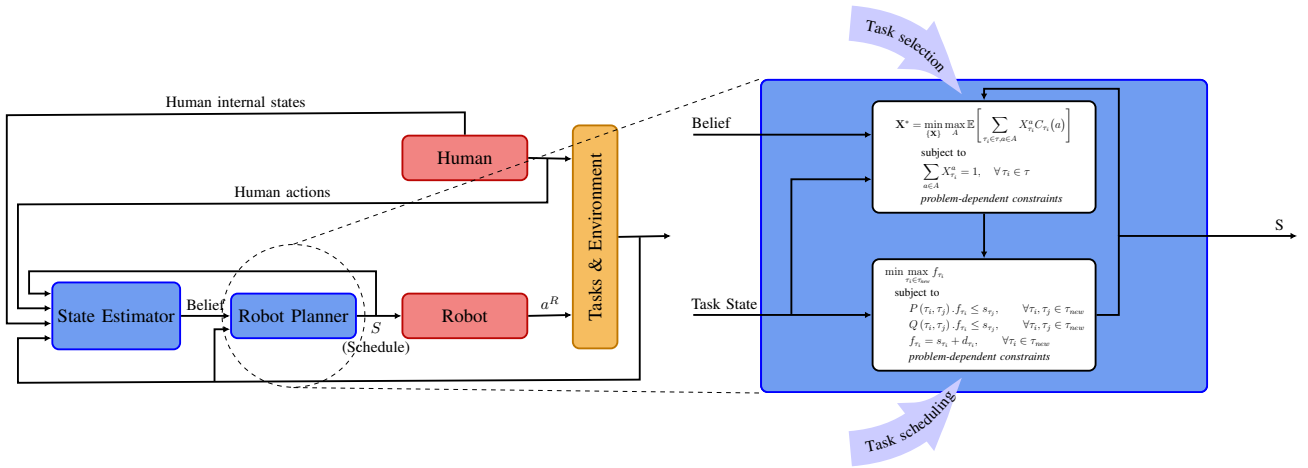 Human internal states
Human
Human actions
State Estimator
Belief
Robot Planner
S
(Schedule)
Robot
a^R
Tasks & Environment
Task selection
Belief
X* = min_{X} max_A 𝔼[∑_{τ_i∈τ,a∈A} X^a_{τ_i} C_{τ_i}(a)]
subject to
∑_{a∈A} X^a_{τ_i} = 1, ∀τ_i ∈ τ
problem-dependent constraints
S
Task State
min max_{τ_i∈τ_new} f_{τ_i}
subject to
P(τ_i, τ_j).f_{τ_i} ≤ s_{τ_j}, ∀τ_i, τ_j ∈ τ_new
Q(τ_i, τ_j).f_{τ_i} ≤ s_{τ_j}, ∀τ_i, τ_j ∈ τ_new
f_{τ_i} = s_{τ_i} + d_{τ_i}, ∀τ_i ∈ τ_new
problem-dependent constraints
Task scheduling